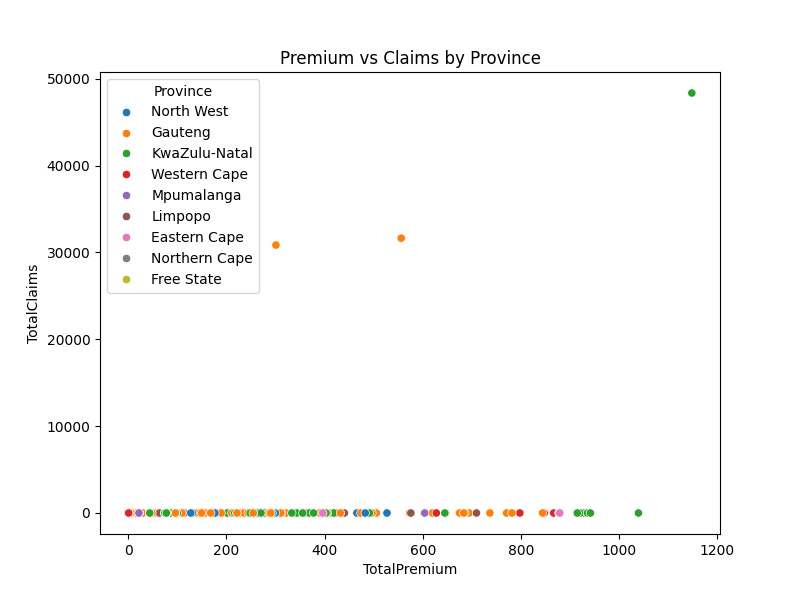 Premium vs Claims by Province
Province
North West
Gauteng
KwaZulu-Natal
Western Cape
Mpumalanga
Limpopo
Eastern Cape
Northern Cape
Free State
50000
40000
30000
20000
10000
0
TotalClaims
0 200 400 600 800 1000 1200
TotalPremium